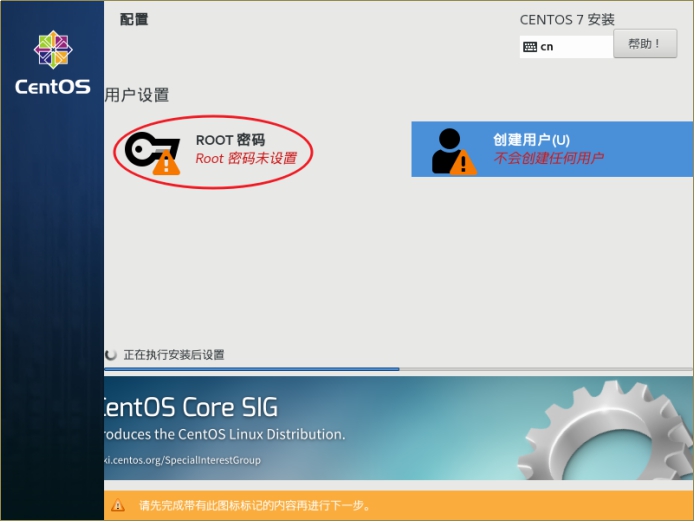 配置
CENTOS 7 安装
cn
帮助！
CentOS
用户设置
ROOT 密码
Root 密码未设置
创建用户(U)
不会创建任何用户
正在执行安装后设置
CentOS Core SIG
roduces the CentOS Linux Distribution.
ki.centos.org/SpecialInterestGroup
请先完成带有此图标标记的内容再进行下一步。